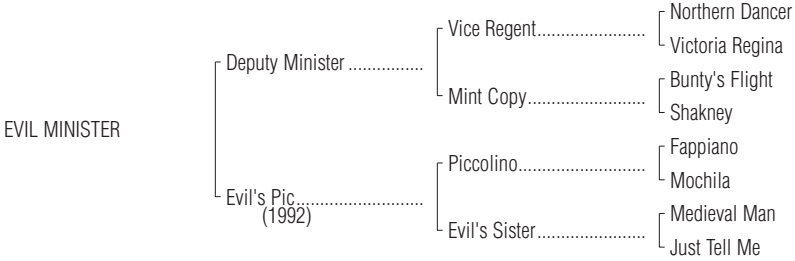 Northern Dancer
Vice Regent........................
Victoria Regina
Deputy Minister ................
Bunty's Flight
Mint Copy.........................
Shakney
EVIL MINISTER
Fappiano
Piccolino...........................
Mochila
Evil's Pic...........................
(1992)
Medieval Man
Evil's Sister.......................
Just Tell Me